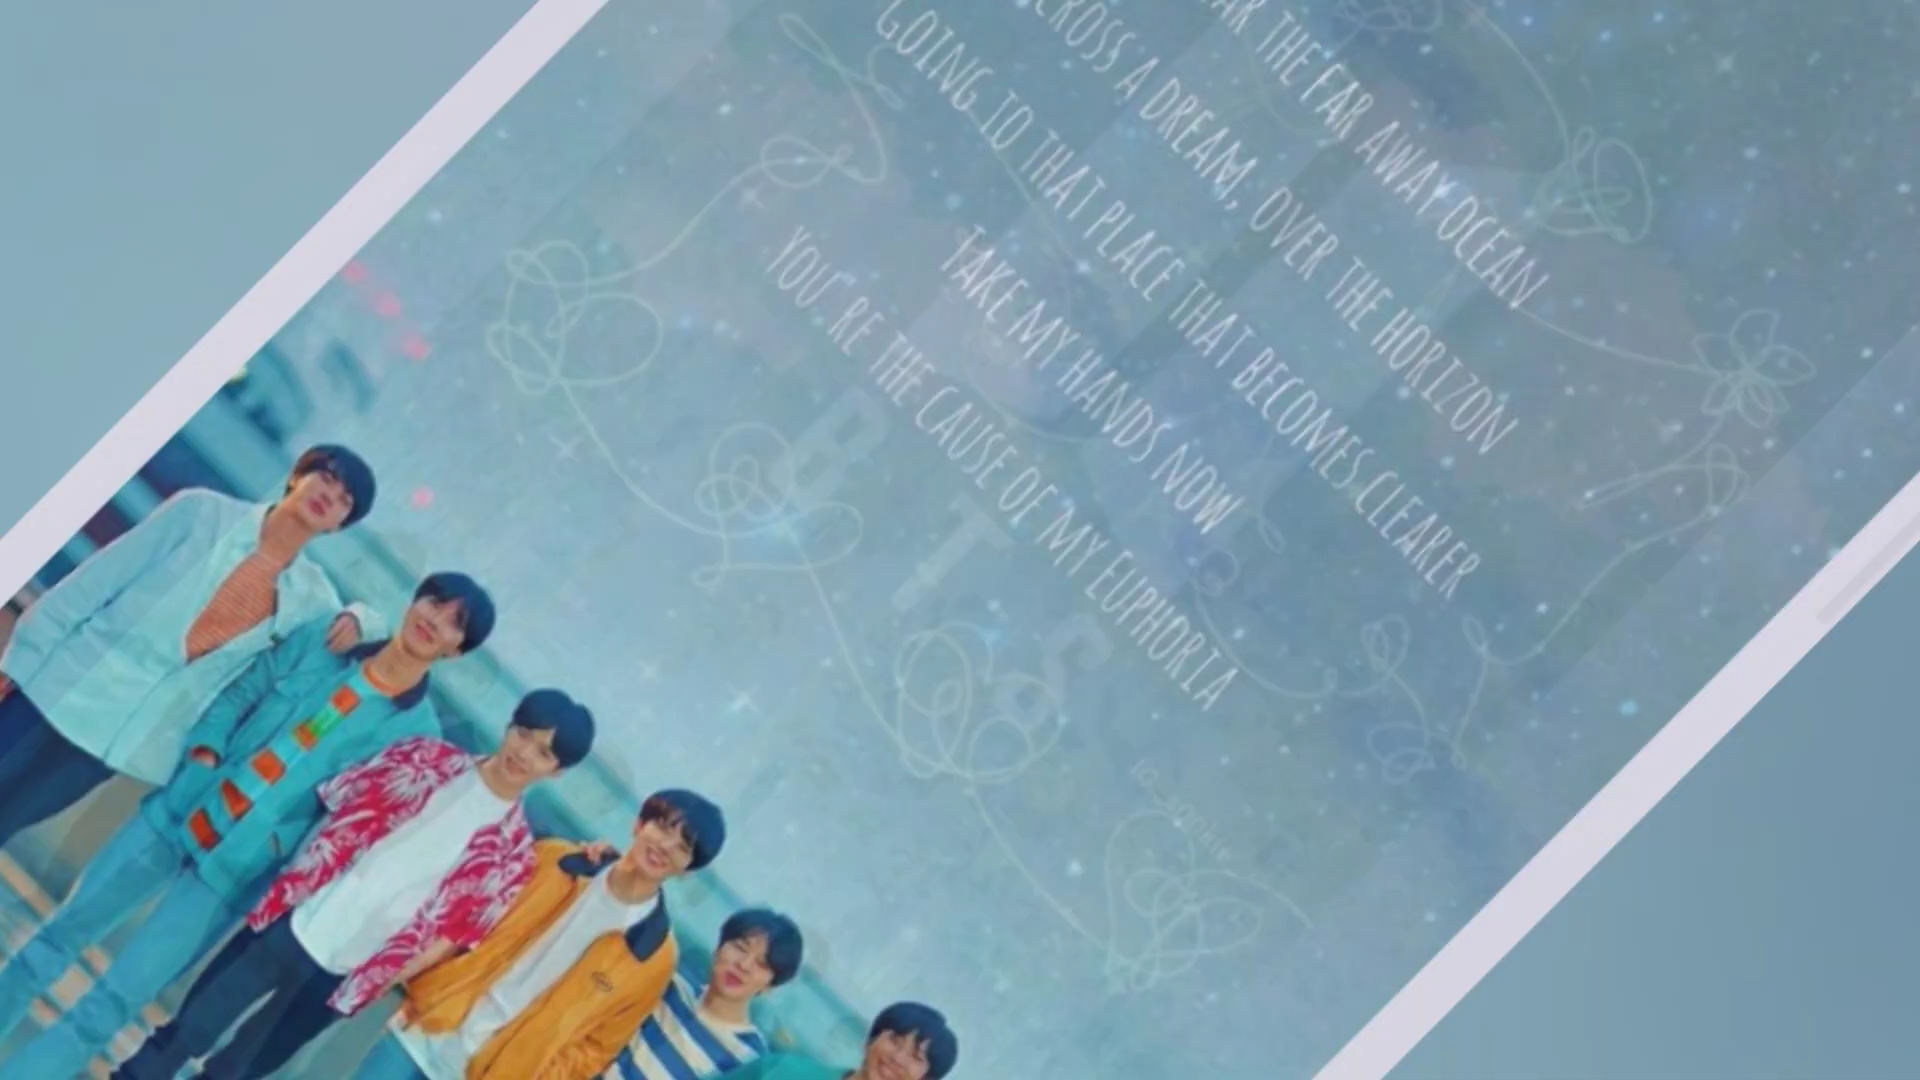 THE FAR AWAY OCEAN
A DREAM, OVER THE HORIZON
GOING TO THAT PLACE THAT BECOMES CLEARER
TAKE MY HANDS NOW
YOU'RE THE CAUSE OF MY EUPHORIA
BTS